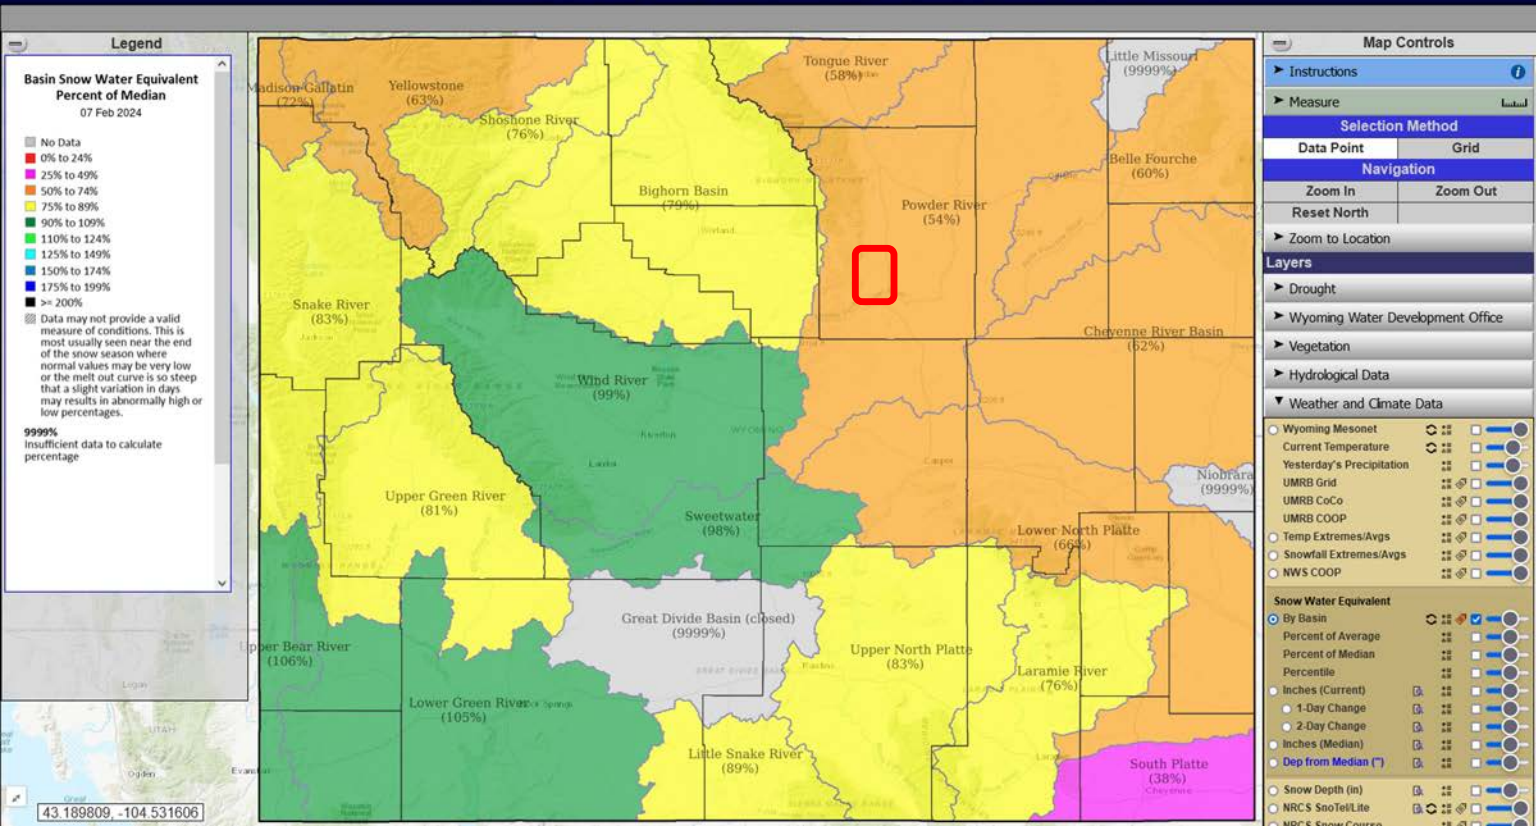 Legend
Basin Snow Water Equivalent
Percent of Median
07 Feb 2024
No Data
0% to 24%
25% to 49%
50% to 74%
75% to 89%
90% to 109%
110% to 124%
125% to 149%
150% to 174%
175% to 199%
>= 200%
Data may not provide a valid
measure of conditions. This is
most usually seen near the end
of the snow season where
normal values may be very low
or the melt out curve is so steep
that a slight variation in days
may results in abnormally high or
low percentages.
9999%
Insufficient data to calculate
percentage
Madison-Gallatin
(72%)
Yellowstone
(63%)
Shoshone River
(76%)
Bighorn Basin
(79%)
Tongue River
(58%)
Little Missouri
(9999%)
Belle Fourche
(60%)
Powder River
(54%)
Snake River
(83%)
Cheyenne River Basin
(62%)
Wind River
(99%)
WYOMING
Lander
Casper
Niobrara
(9999%)
Upper Green River
(81%)
Sweetwater
(98%)
Lower North Platte
(66%)
Great Divide Basin (closed)
(9999%)
Upper Bear River
(106%)
Upper North Platte
(83%)
Laramie River
(76%)
Lower Green River
(105%)
Little Snake River
(89%)
South Platte
(38%)
Cheyenne
Logan
UTAH
Ogden
Evanston
Great
43.189809, -104.531606
Map Controls
Instructions
Measure
Selection Method
Data Point
Grid
Navigation
Zoom In
Zoom Out
Reset North
Zoom to Location
Layers
Drought
Wyoming Water Development Office
Vegetation
Hydrological Data
Weather and Climate Data
Wyoming Mesonet
Current Temperature
Yesterday's Precipitation
UMRB Grid
UMRB CoCo
UMRB COOP
Temp Extremes/Avgs
Snowfall Extremes/Avgs
NWS COOP
Snow Water Equivalent
By Basin
Percent of Average
Percent of Median
Percentile
Inches (Current)
1-Day Change
2-Day Change
Inches (Median)
Dep from Median (")
Snow Depth (in)
NRCS SnoTel/Lite
NRCS Snow Course